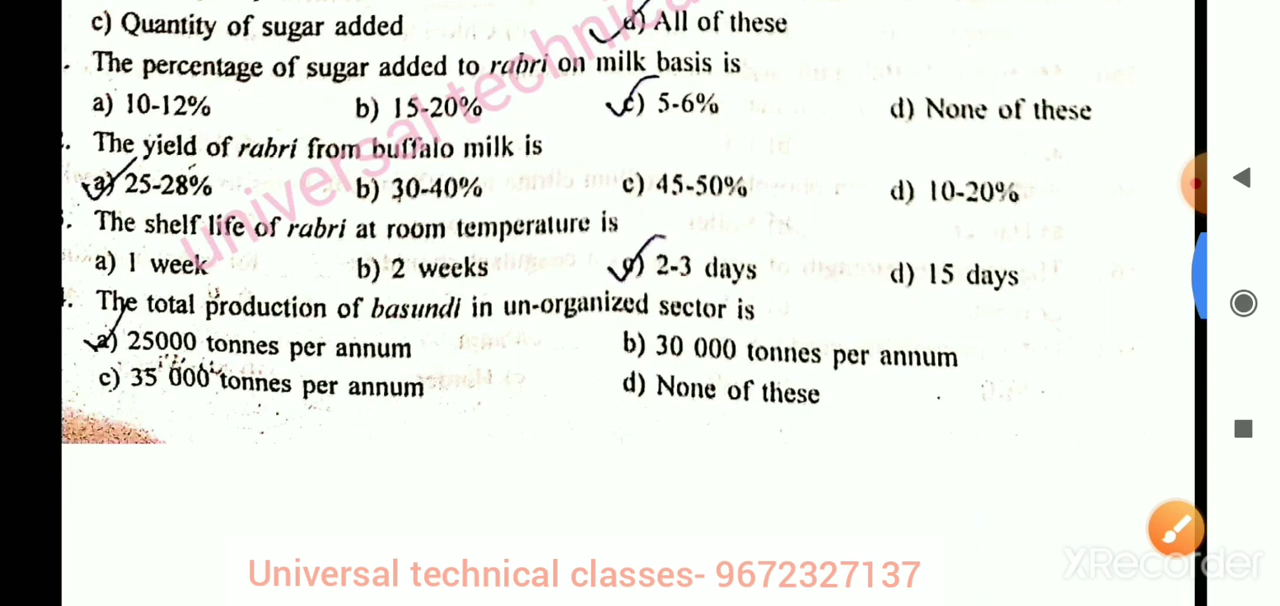 c) Quantity of sugar added d) All of these
. The percentage of sugar added to rabri on milk basis is
a) 10-12% b) 15-20% c) 5-6% d) None of these
. The yield of rabri from buffalo milk is
a) 25-28% b) 30-40% c) 45-50% d) 10-20%
. The shelf life of rabri at room temperature is
a) 1 week b) 2 weeks c) 2-3 days d) 15 days
. The total production of basundi in un-organized sector is
a) 25000 tonnes per annum b) 30 000 tonnes per annum
c) 35 000 tonnes per annum d) None of these
universal technical
Universal technical classes- 9672327137
XRecorder